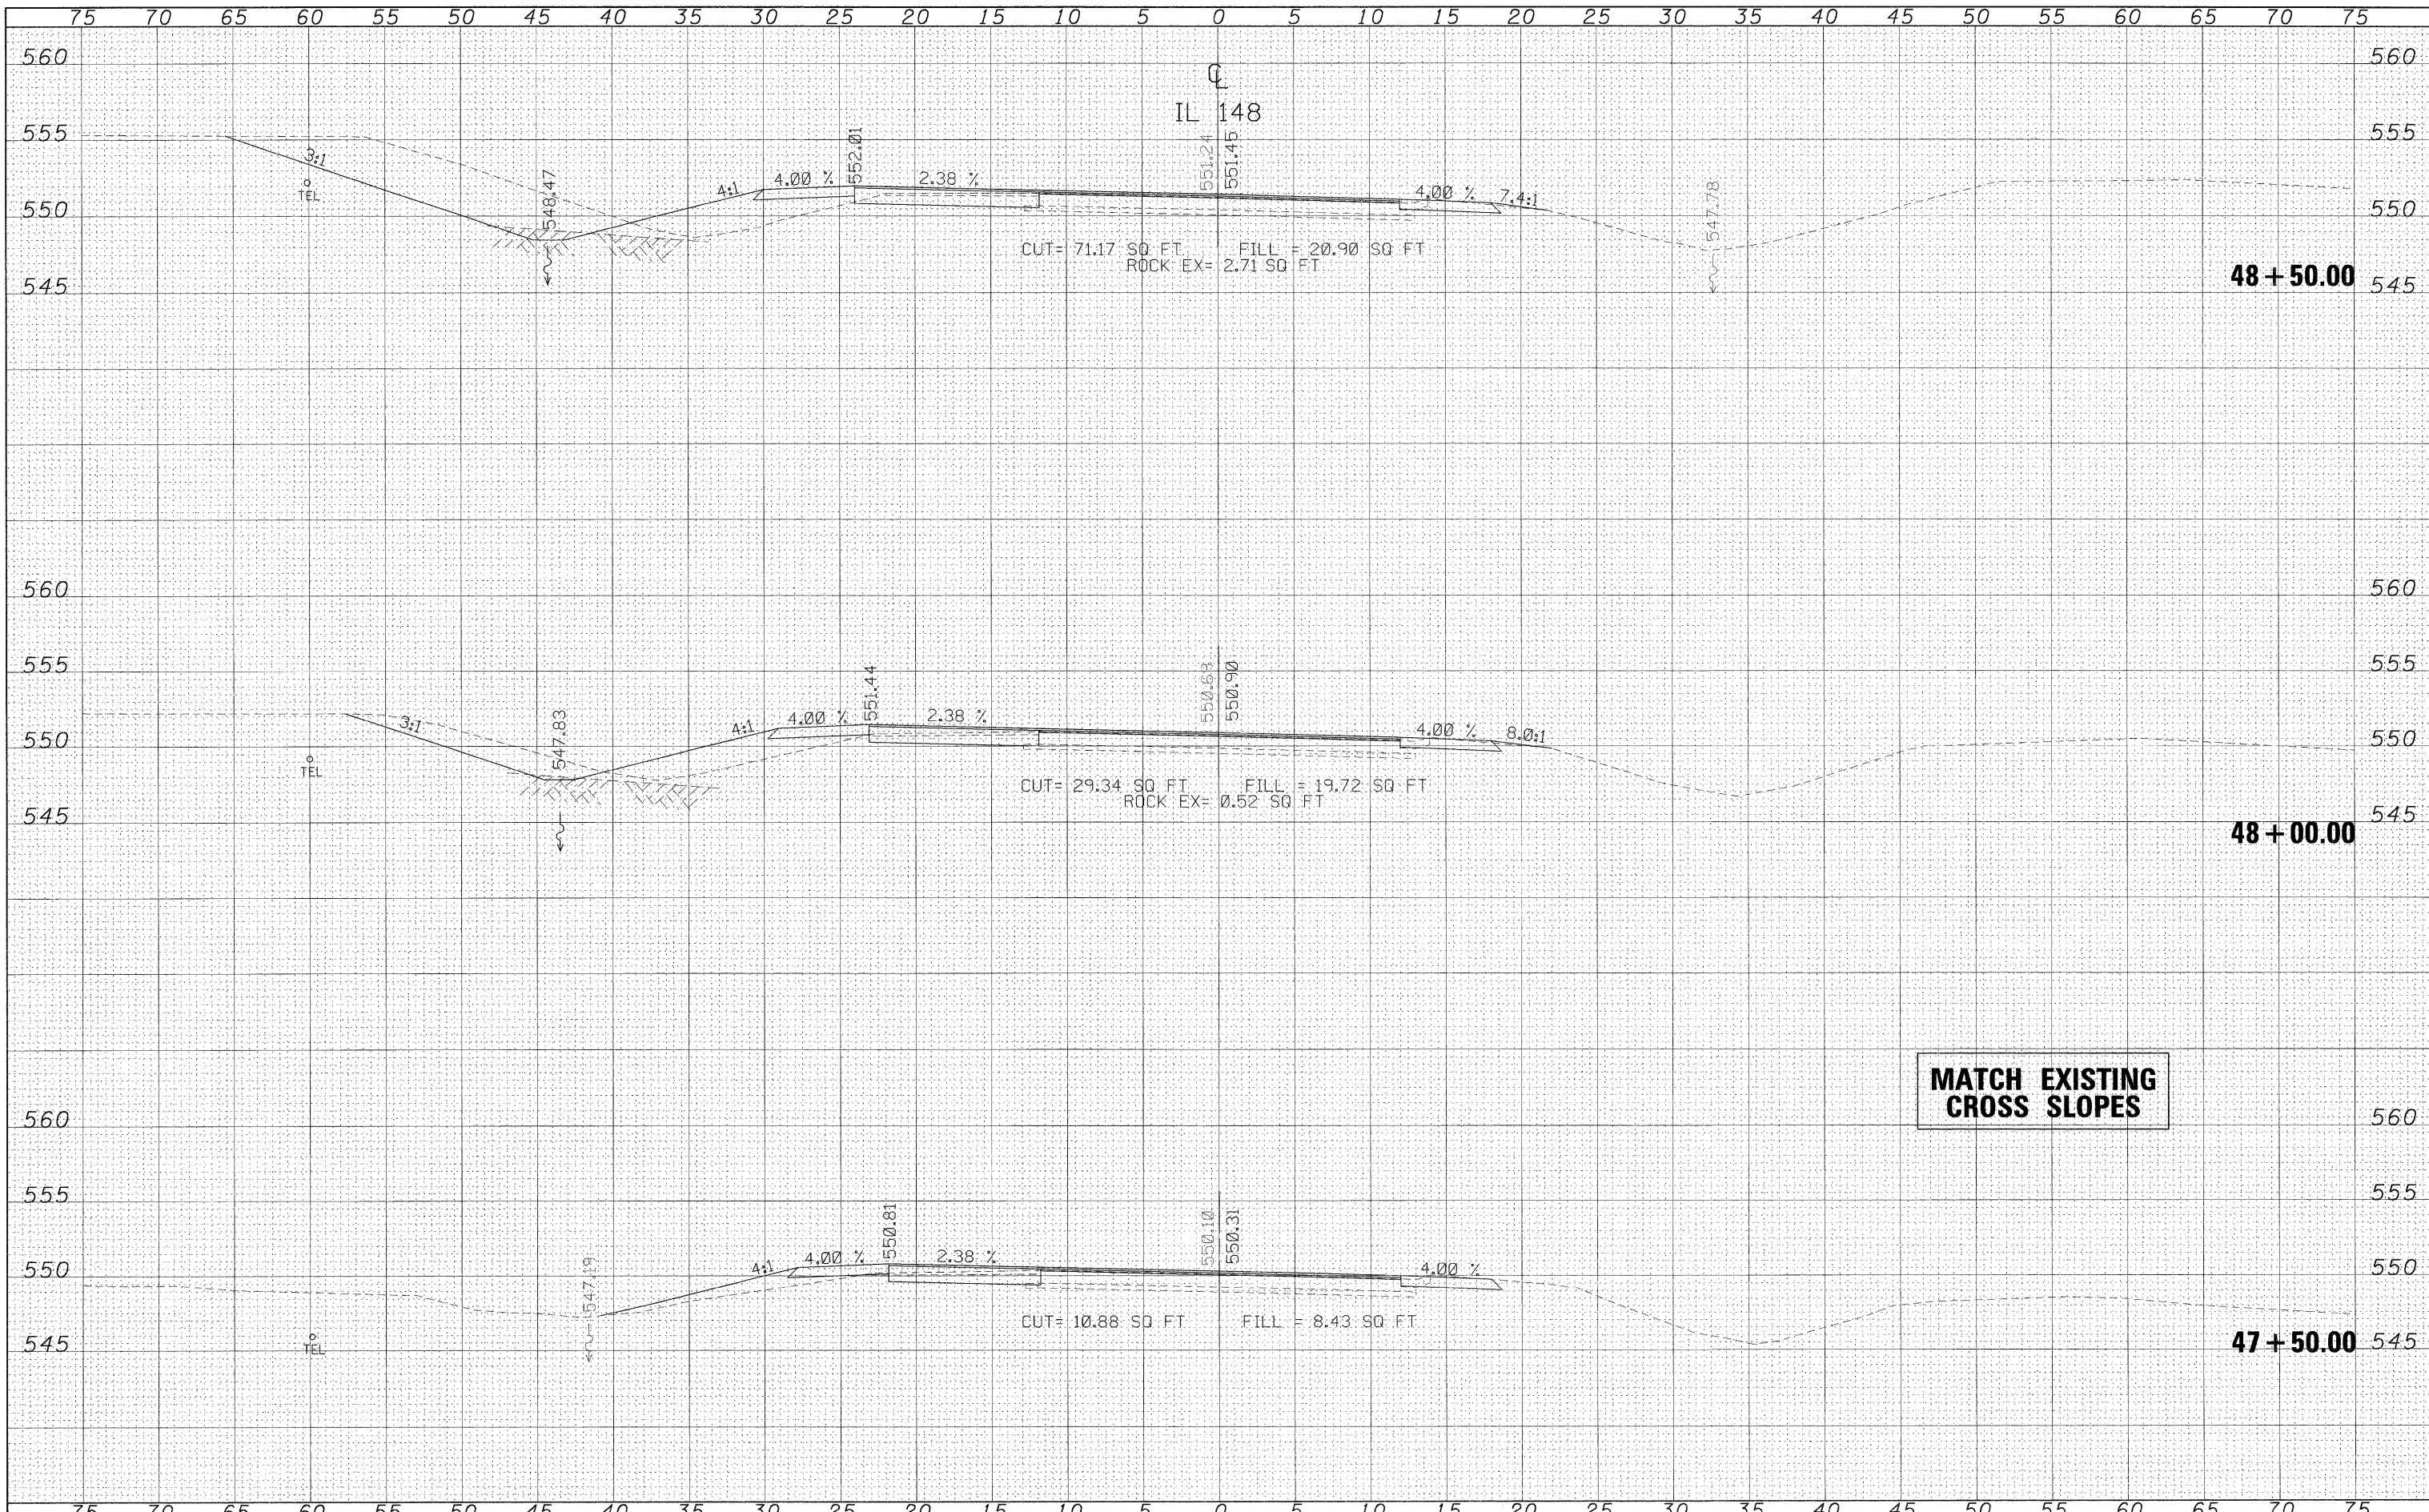 75 70 65 60 55 50 45 40 35 30 25 20 15 10 5 0 5 10 15 20 25 30 35 40 45 50 55 60 65 70 75
560 560
℄
IL 148
555 555
3:1
TEL
548.47
4:1 4.00 % 552.01 2.38 % 551.24 551.45 4.00 % 7.4:1
547.78
550 550
CUT= 71.17 SQ FT FILL = 20.90 SQ FT
ROCK EX= 2.71 SQ FT
48+50.00
545 545
560 560
555 555
3:1
TEL
547.83
4:1 4.00 % 551.44 2.38 % 550.69 550.90 4.00 % 8.0:1
550 550
CUT= 29.34 SQ FT FILL = 19.72 SQ FT
ROCK EX= 0.52 SQ FT
545 545
48+00.00
MATCH EXISTING
CROSS SLOPES
560 560
555 555
547.19
4:1 4.00 % 550.81 2.38 % 550.10 550.31 4.00 %
550 550
CUT= 10.88 SQ FT FILL = 8.43 SQ FT
TEL
545 47+50.00 545
75 70 65 60 55 50 45 40 35 30 25 20 15 10 5 0 5 10 15 20 25 30 35 40 45 50 55 60 65 70 75